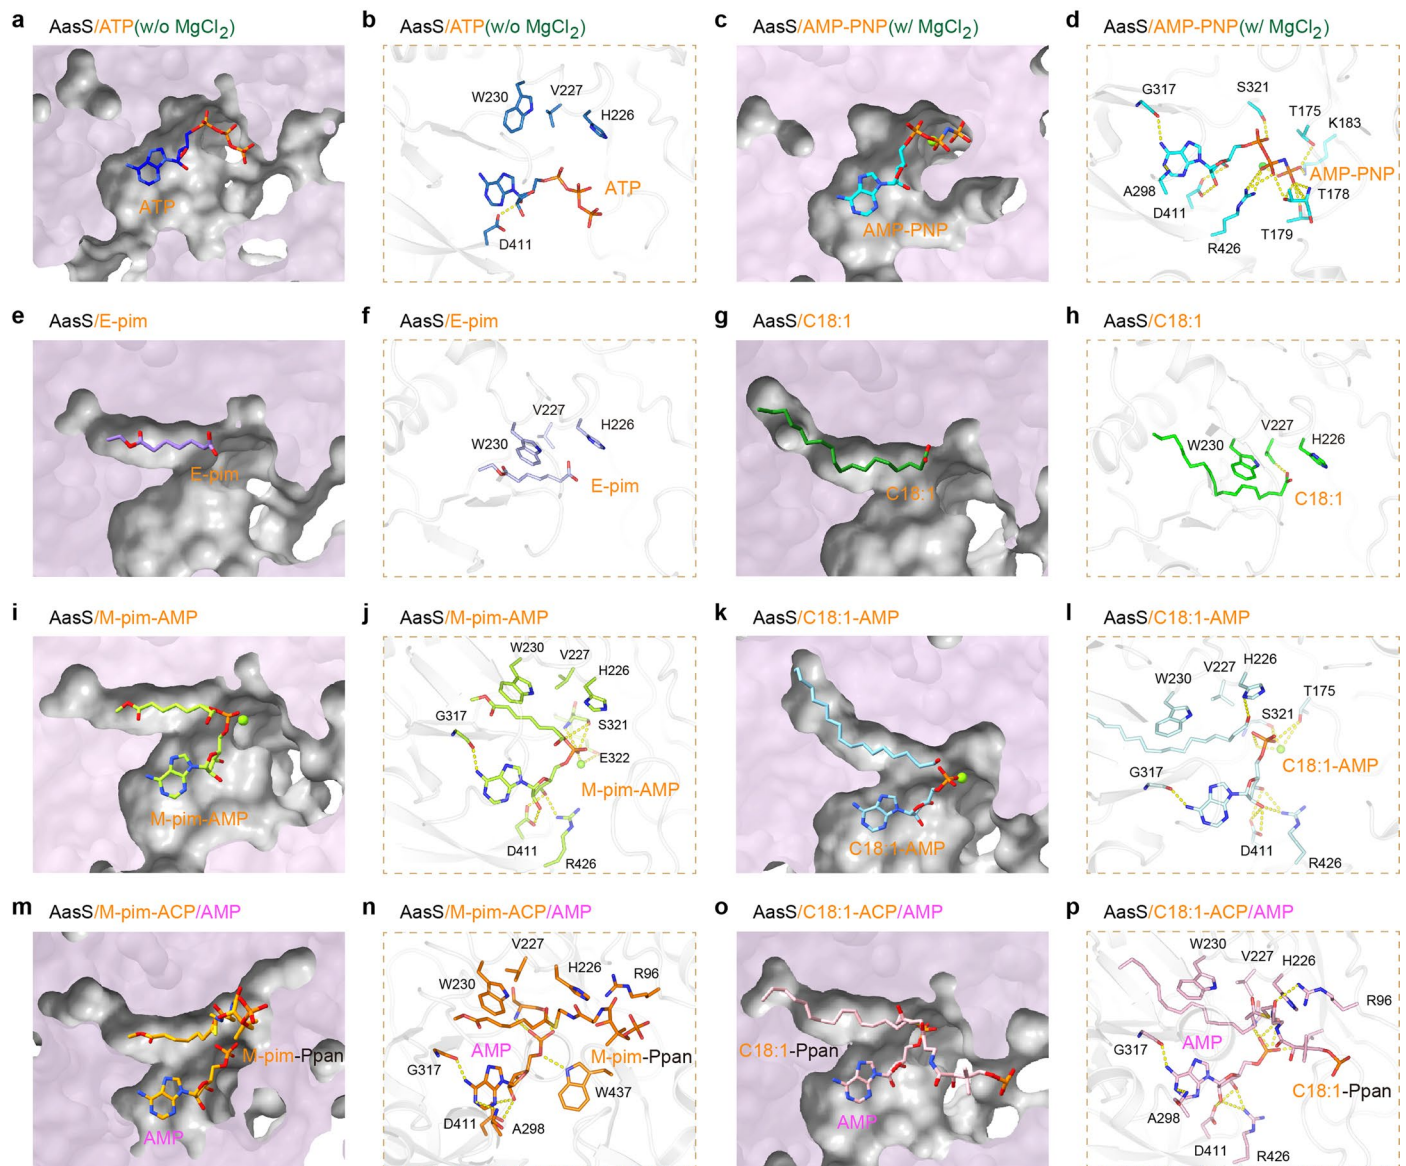 a AasS/ATP(w/o MgCl₂)
ATP
b AasS/ATP(w/o MgCl₂)
W230
V227
H226
ATP
D411
c AasS/AMP-PNP(w/ MgCl₂)
AMP-PNP
d AasS/AMP-PNP(w/ MgCl₂)
G317
S321
T175
K183
AMP-PNP
A298
T178
D411
T179
R426
e AasS/E-pim
E-pim
f AasS/E-pim
V227
H226
W230
E-pim
g AasS/C18:1
C18:1
h AasS/C18:1
V227
W230
H226
C18:1
i AasS/M-pim-AMP
M-pim-AMP
j AasS/M-pim-AMP
W230
V227
H226
G317
S321
E322
M-pim-AMP
D411
R426
k AasS/C18:1-AMP
C18:1-AMP
l AasS/C18:1-AMP
H226
V227
W230
T175
S321
C18:1-AMP
G317
D411
R426
m AasS/M-pim-ACP/AMP
M-pim-Ppan
AMP
n AasS/M-pim-ACP/AMP
V227
H226
R96
W230
AMP
M-pim-Ppan
G317
W437
D411
A298
o AasS/C18:1-ACP/AMP
C18:1-Ppan
AMP
p AasS/C18:1-ACP/AMP
W230
V227
H226
R96
G317
AMP
C18:1-Ppan
A298
D411
R426